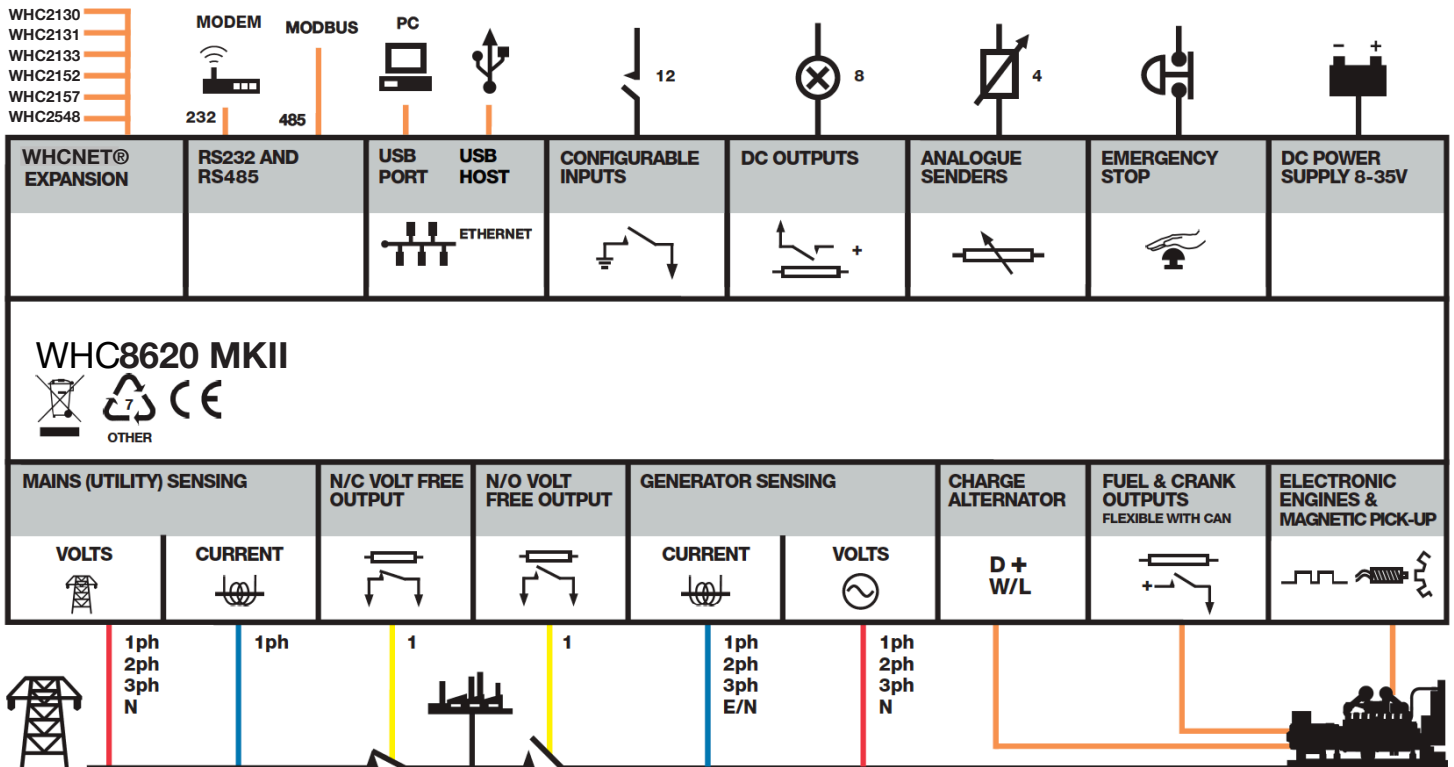 WHC2130
WHC2131
WHC2133
WHC2152
WHC2157
WHC2548
MODEM
MODBUS
PC
232
485
12
8
4
- +
WHCNET®
EXPANSION
RS232 AND
RS485
USB
PORT
USB
HOST
CONFIGURABLE
INPUTS
DC OUTPUTS
ANALOGUE
SENDERS
EMERGENCY
STOP
DC POWER
SUPPLY 8-35V
ETHERNET
+
WHC8620 MKII
7
CE
OTHER
MAINS (UTILITY) SENSING
N/C VOLT FREE
OUTPUT
N/O VOLT
FREE OUTPUT
GENERATOR SENSING
CHARGE
ALTERNATOR
FUEL & CRANK
OUTPUTS
FLEXIBLE WITH CAN
ELECTRONIC
ENGINES &
MAGNETIC PICK-UP
VOLTS
CURRENT
CURRENT
VOLTS
D +
W/L
+
1ph
2ph
3ph
N
1ph
1
1
1ph
2ph
3ph
E/N
1ph
2ph
3ph
N